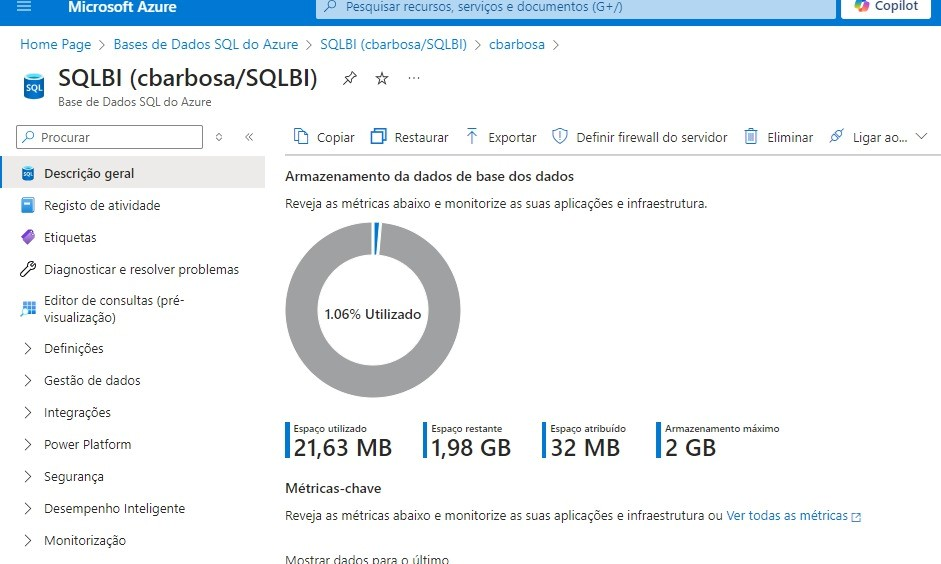 Microsoft Azure
Pesquisar recursos, serviços e documentos (G+/)
Copilot
Home Page > Bases de Dados SQL do Azure > SQLBI (cbarbosa/SQLBI) > cbarbosa >
SQL
SQLBI (cbarbosa/SQLBI)
Base de Dados SQL do Azure
Procurar
Copiar
Restaurar
Exportar
Definir firewall do servidor
Eliminar
Ligar ao...
Descrição geral
Registo de atividade
Etiquetas
Diagnosticar e resolver problemas
Editor de consultas (pré-
visualização)
Definições
Gestão de dados
Integrações
Power Platform
Segurança
Desempenho Inteligente
Monitorização
Armazenamento da dados de base dos dados
Reveja as métricas abaixo e monitorize as suas aplicações e infraestrutura.
1.06% Utilizado
Espaço utilizado
21,63 MB
Espaço restante
1,98 GB
Espaço atribuído
32 MB
Armazenamento máximo
2 GB
Métricas-chave
Reveja as métricas abaixo e monitorize as suas aplicações e infraestrutura ou Ver todas as métricas
Mostrar dados para o último